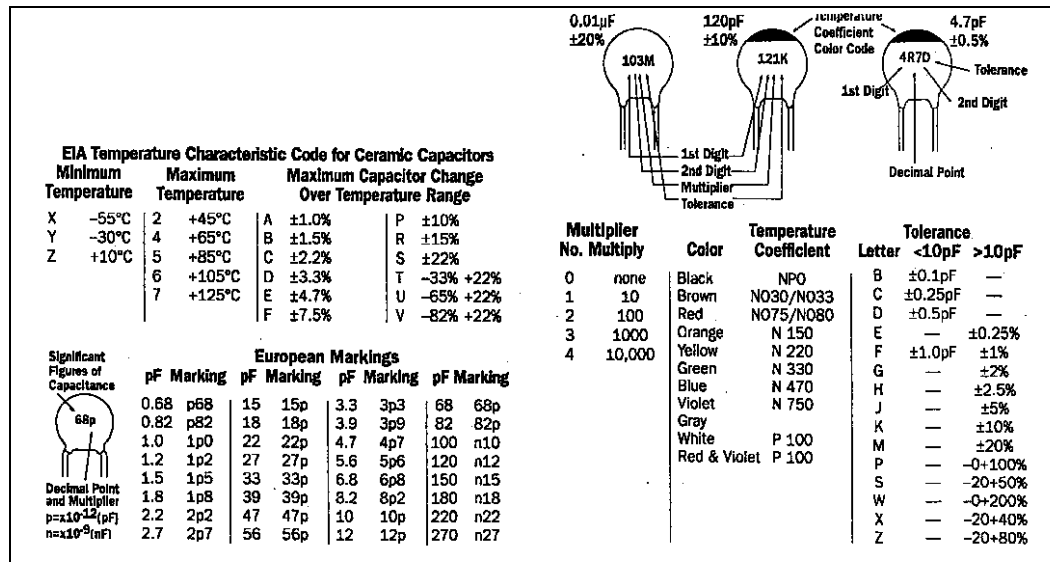 0.01µF
±20%
120pF
±10%
Temperature
Coefficient
Color Code
4.7pF
±0.5%
103M
121K
4R7D
Tolerance
1st Digit
2nd Digit
1st Digit
2nd Digit
Multiplier
Tolerance
Decimal Point
EIA Temperature Characteristic Code for Ceramic Capacitors
Minimum Temperature Maximum Temperature Maximum Capacitor Change Over Temperature Range
X -55°C 2 +45°C A ±1.0% P ±10%
Y -30°C 4 +65°C B ±1.5% R ±15%
Z +10°C 5 +85°C C ±2.2% S ±22%
6 +105°C D ±3.3% T -33% +22%
7 +125°C E ±4.7% U -65% +22%
F ±7.5% V -82% +22%
Significant
Figures of
Capacitance
68p
Decimal Point
and Multiplier
p=x10-12(pF)
n=x10-9(nF)
European Markings
pF Marking pF Marking pF Marking pF Marking
0.68 p68 15 15p 3.3 3p3 68 68p
0.82 p82 18 18p 3.9 3p9 82 82p
1.0 1p0 22 22p 4.7 4p7 100 n10
1.2 1p2 27 27p 5.6 5p6 120 n12
1.5 1p5 33 33p 6.8 6p8 150 n15
1.8 1p8 39 39p 8.2 8p2 180 n18
2.2 2p2 47 47p 10 10p 220 n22
2.7 2p7 56 56p 12 12p 270 n27
Multiplier
No. Multiply
0 none
1 10
2 100
3 1000
4 10,000
Color Temperature Coefficient
Black NPO
Brown N030/N033
Red N075/N080
Orange N 150
Yellow N 220
Green N 330
Blue N 470
Violet N 750
Gray
White P 100
Red & Violet P 100
Tolerance
Letter <10pF >10pF
B ±0.1pF —
C ±0.25pF —
D ±0.5pF —
E — ±0.25%
F ±1.0pF ±1%
G — ±2%
H — ±2.5%
J — ±5%
K — ±10%
M — ±20%
P — -0+100%
S — -20+50%
W — -0+200%
X — -20+40%
Z — -20+80%